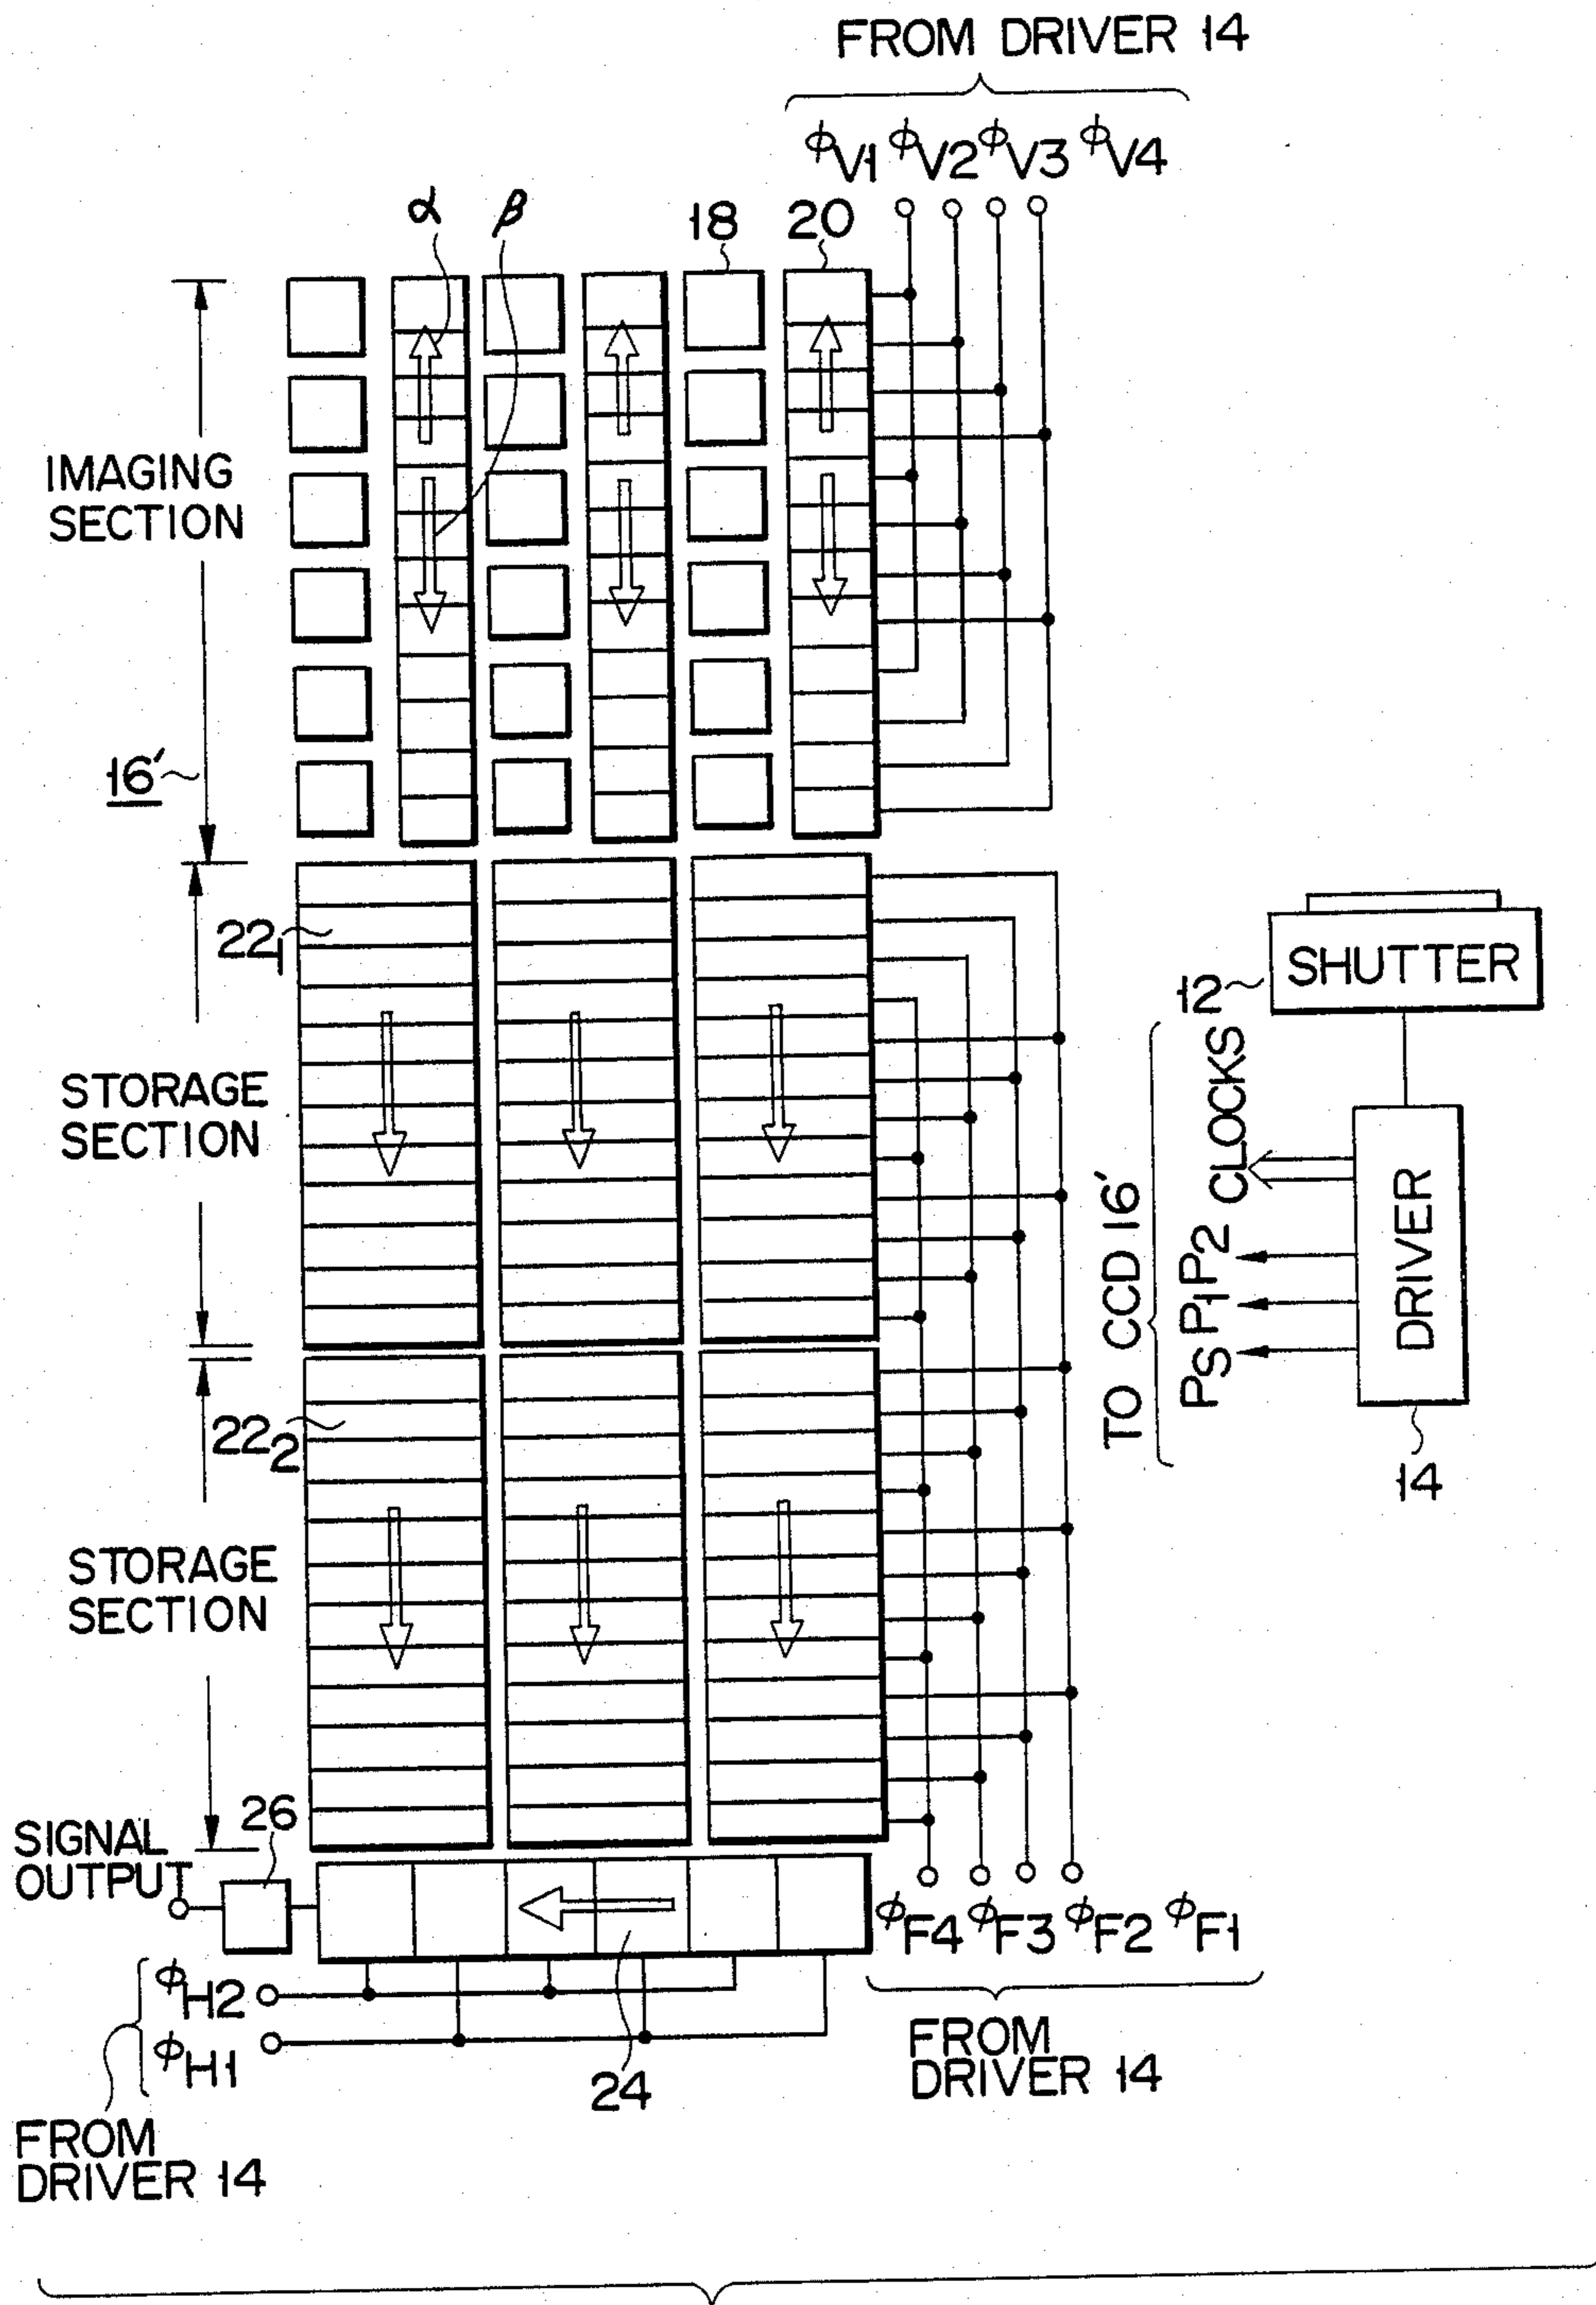 FROM DRIVER 14
ϕV1 ϕV2 ϕV3 ϕV4
α β 18 20
IMAGING
SECTION
16′
22₁
STORAGE
SECTION
22₂
STORAGE
SECTION
SHUTTER
12
CLOCKS
P2
P1
PS
TO CCD 16′
DRIVER
14
26
SIGNAL
OUTPUT
ϕF4 ϕF3 ϕF2 ϕF1
ϕH2
ϕH1
24
FROM
DRIVER 14
FROM
DRIVER 14